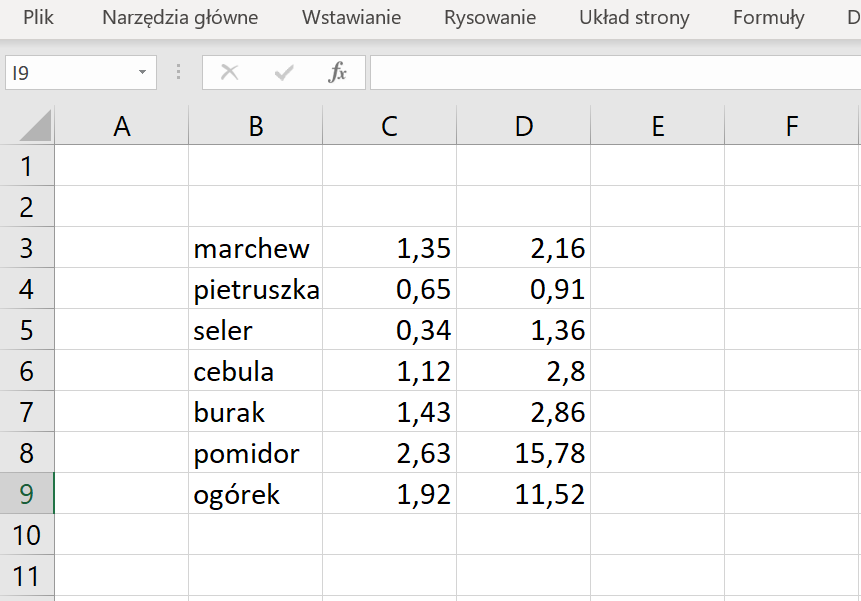 Plik Narzędzia główne Wstawianie Rysowanie Układ strony Formuły D
I9 fx
A B C D E F
1
2
3 marchew 1,35 2,16
4 pietruszka 0,65 0,91
5 seler 0,34 1,36
6 cebula 1,12 2,8
7 burak 1,43 2,86
8 pomidor 2,63 15,78
9 ogórek 1,92 11,52
10
11